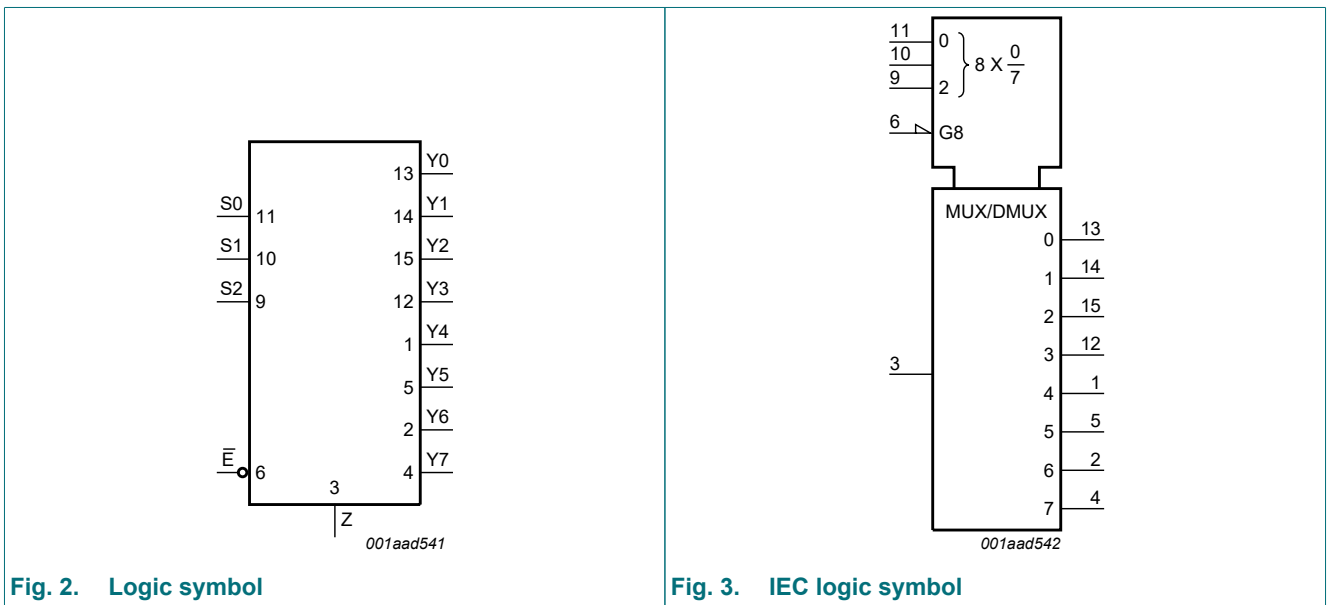 S0
11
S1
10
S2
9
E̅
6
13 Y0
14 Y1
15 Y2
12 Y3
1 Y4
5 Y5
2 Y6
4 Y7
3
Z
001aad541
Fig. 2. Logic symbol
11 0
10
9 2
8 X 0/7
6 G8
MUX/DMUX
0 13
1 14
2 15
3 12
3
4 1
5 5
6 2
7 4
001aad542
Fig. 3. IEC logic symbol